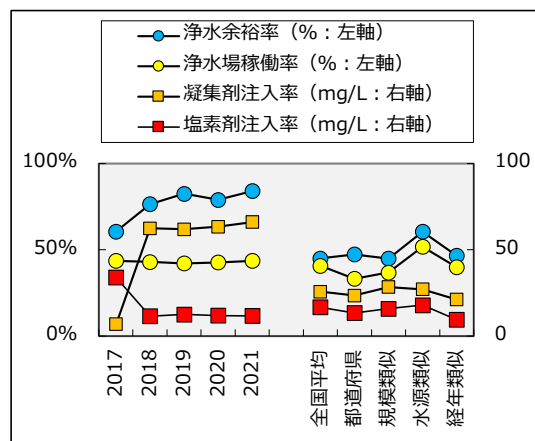 浄水余裕率（%：左軸）
浄水場稼働率（%：左軸）
凝集剤注入率（mg/L：右軸）
塩素剤注入率（mg/L：右軸）
100%
100
50%
50
0%
0
2017
2018
2019
2020
2021
全国平均
都道府県
規模類似
水源類似
経年類似